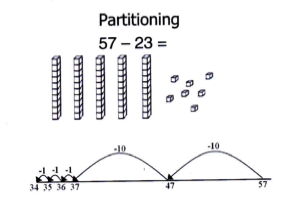 Partitioning
57 – 23 =
-1 -1 -1 -10 -10
34 35 36 37 47 57